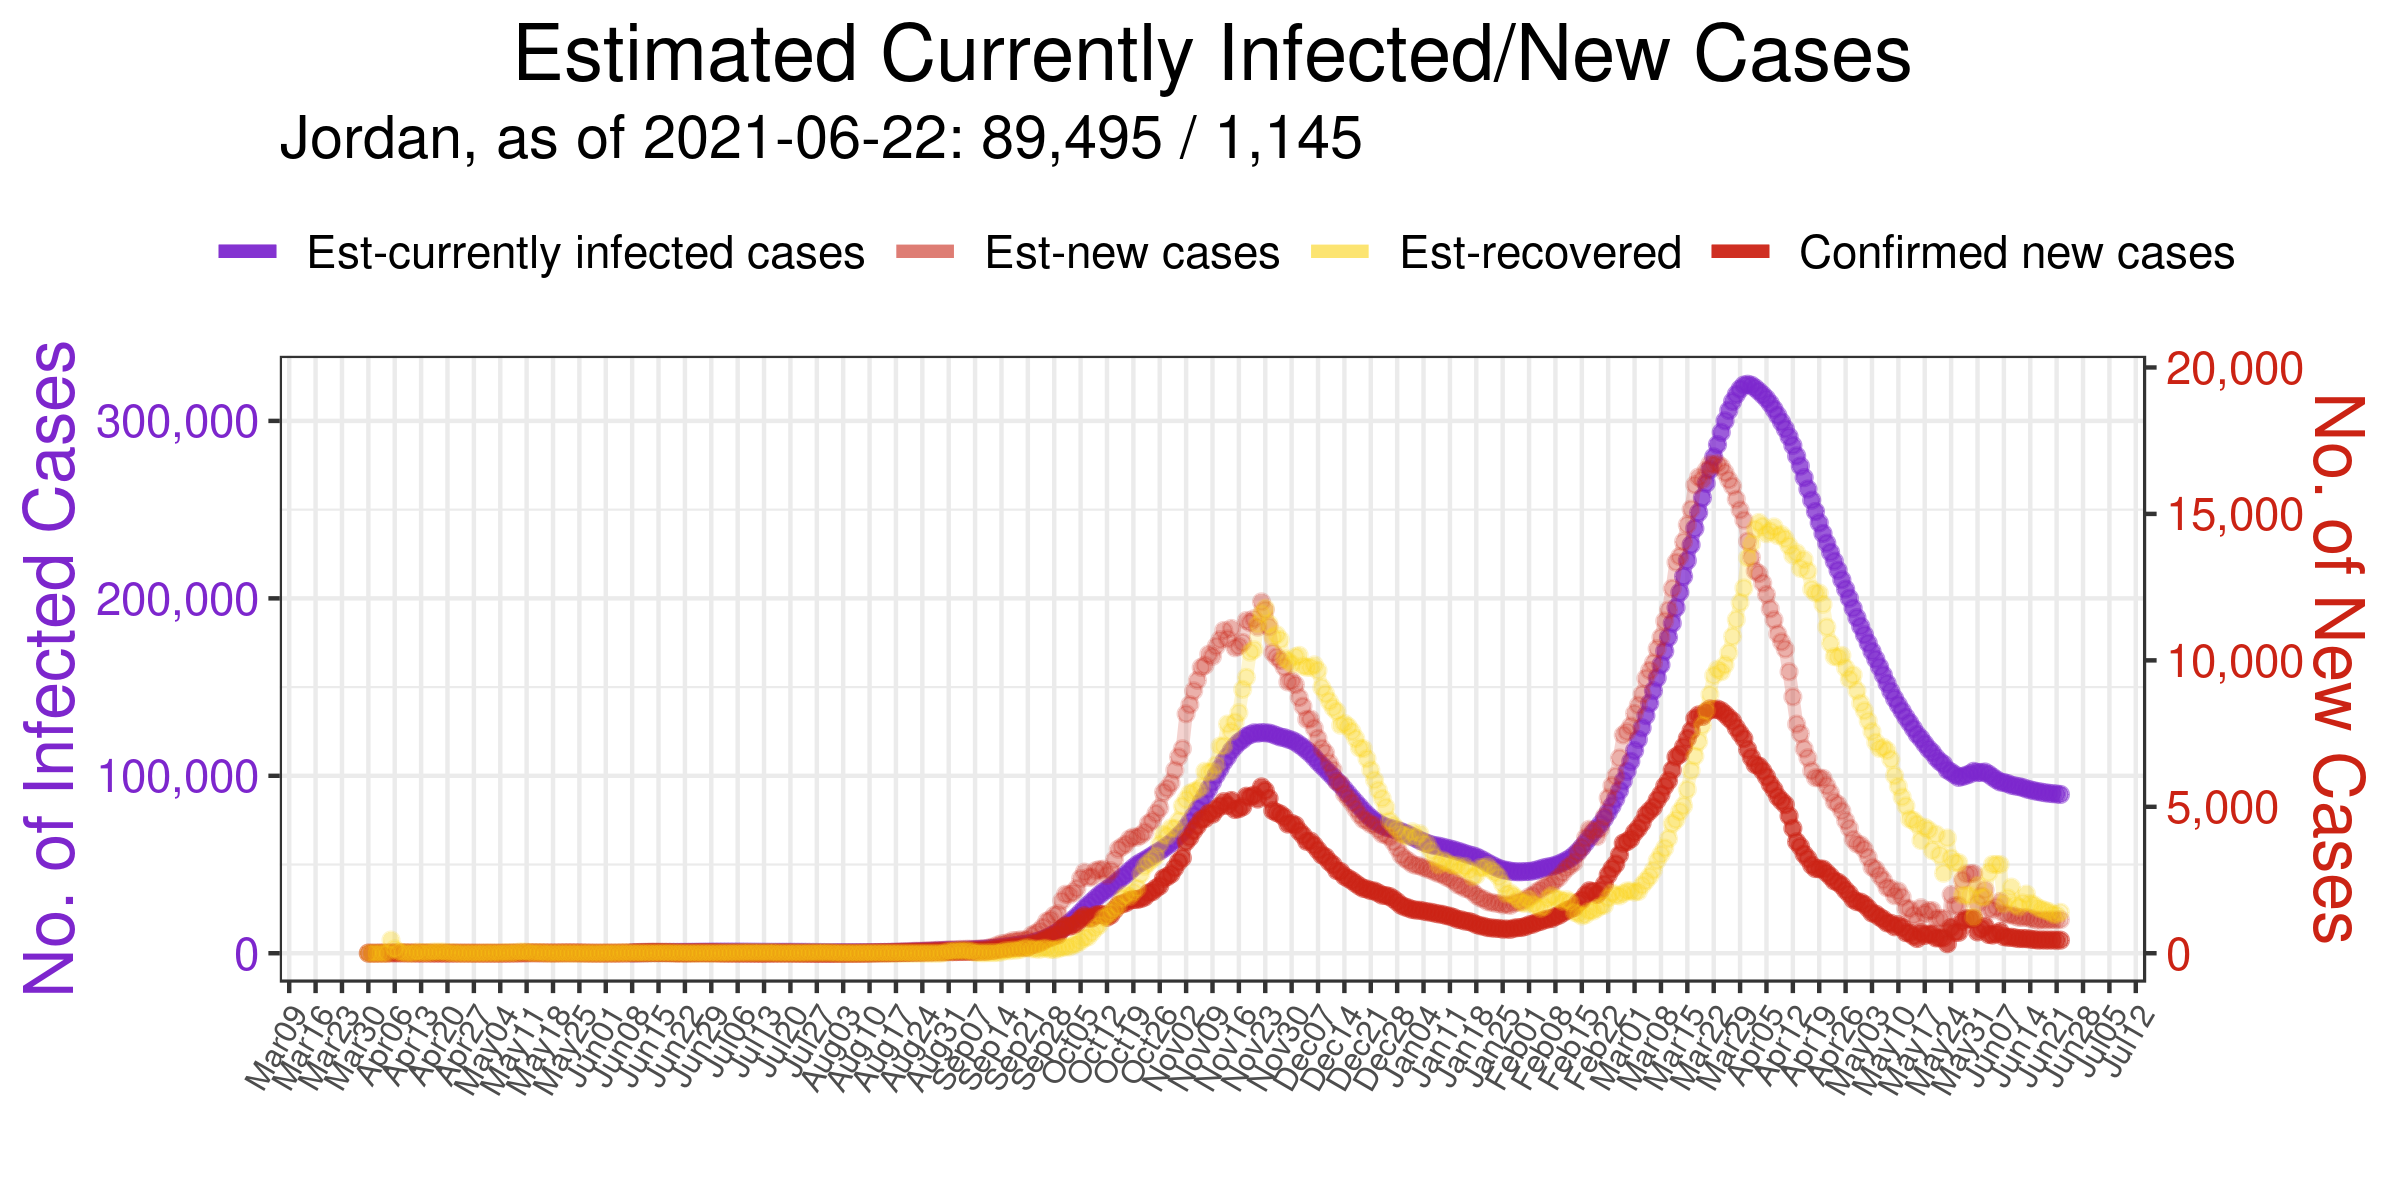 Estimated Currently Infected/New Cases
Jordan, as of 2021-06-22: 89,495 / 1,145
Est-currently infected cases
Est-new cases
Est-recovered
Confirmed new cases
No. of Infected Cases
300,000
200,000
100,000
0
20,000
15,000
10,000
5,000
0
No. of New Cases
Mar09
Mar16
Mar23
Mar30
Apr06
Apr13
Apr20
Apr27
May04
May11
May18
May25
Jun01
Jun08
Jun15
Jun22
Jun29
Jul06
Jul13
Jul20
Jul27
Aug03
Aug10
Aug17
Aug24
Aug31
Sep07
Sep14
Sep21
Sep28
Oct05
Oct12
Oct19
Oct26
Nov02
Nov09
Nov16
Nov23
Nov30
Dec07
Dec14
Dec21
Dec28
Jan04
Jan11
Jan18
Jan25
Feb01
Feb08
Feb15
Feb22
Mar01
Mar08
Mar15
Mar22
Mar29
Apr05
Apr12
Apr19
Apr26
May03
May10
May17
May24
May31
Jun07
Jun14
Jun21
Jun28
Jul05
Jul12